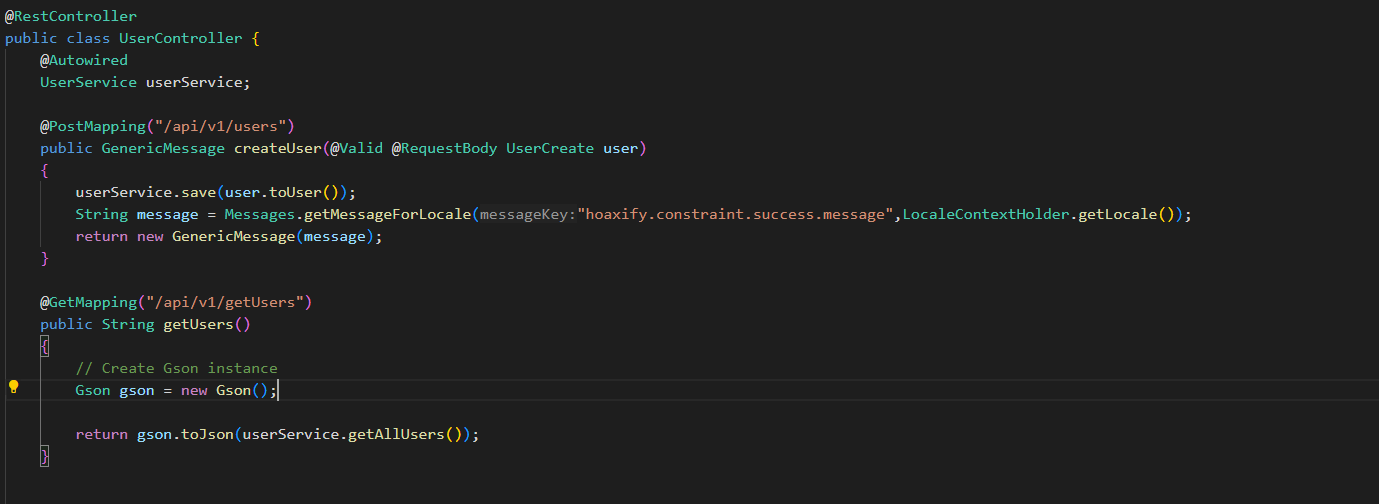 @RestController
public class UserController {
    @Autowired
    UserService userService;

    @PostMapping("/api/v1/users")
    public GenericMessage createUser(@Valid @RequestBody UserCreate user)
    {
        userService.save(user.toUser());
        String message = Messages.getMessageForLocale(messageKey:"hoaxify.constraint.success.message",LocaleContextHolder.getLocale());
        return new GenericMessage(message);
    }

    @GetMapping("/api/v1/getUsers")
    public String getUsers()
    {
        // Create Gson instance
        Gson gson = new Gson();

        return gson.toJson(userService.getAllUsers());
    }